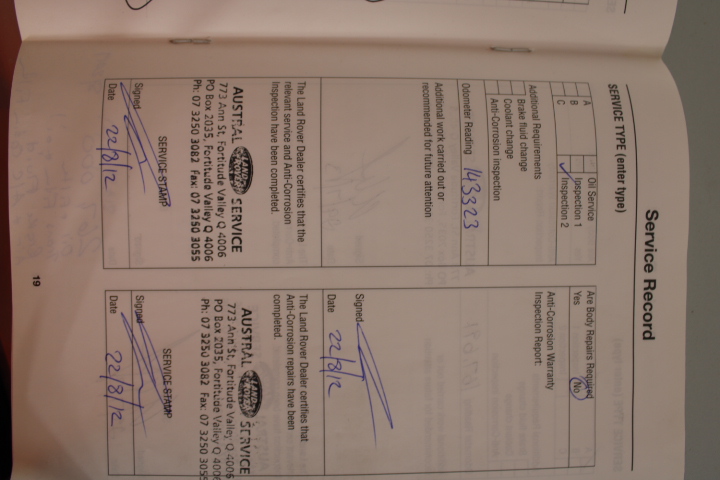 Service Record
SERVICE TYPE (enter type)
A Oil Service
B Inspection 1
C ✓ Inspection 2
Additional Requirements
Brake fluid change
Coolant change
Anti-Corrosion inspection
Odometer Reading 143323
Additional work carried out or
recommended for future attention
The Land Rover Dealer certifies that the
relevant service and Anti-Corrosion
Inspection have been completed.
AUSTRAL LAND ROVER SERVICE
773 Ann St, Fortitude Valley Q 4006
PO Box 2035, Fortitude Valley Q 4006
Ph: 07 3250 3082 Fax: 07 3250 3055
SERVICE STAMP
Signed
Date 22/8/12
Are Body Repairs Required
Yes No
Anti-Corrosion Warranty
Inspection Report:
Signed
Date 22/8/12
The Land Rover Dealer certifies that
Anti-Corrosion repairs have been
completed.
AUSTRAL LAND ROVER SERVICE
773 Ann St, Fortitude Valley Q 4006
PO Box 2035, Fortitude Valley Q 4006
Ph: 07 3250 3082 Fax: 07 3250 3055
SERVICE STAMP
Signed
Date 22/8/12
19